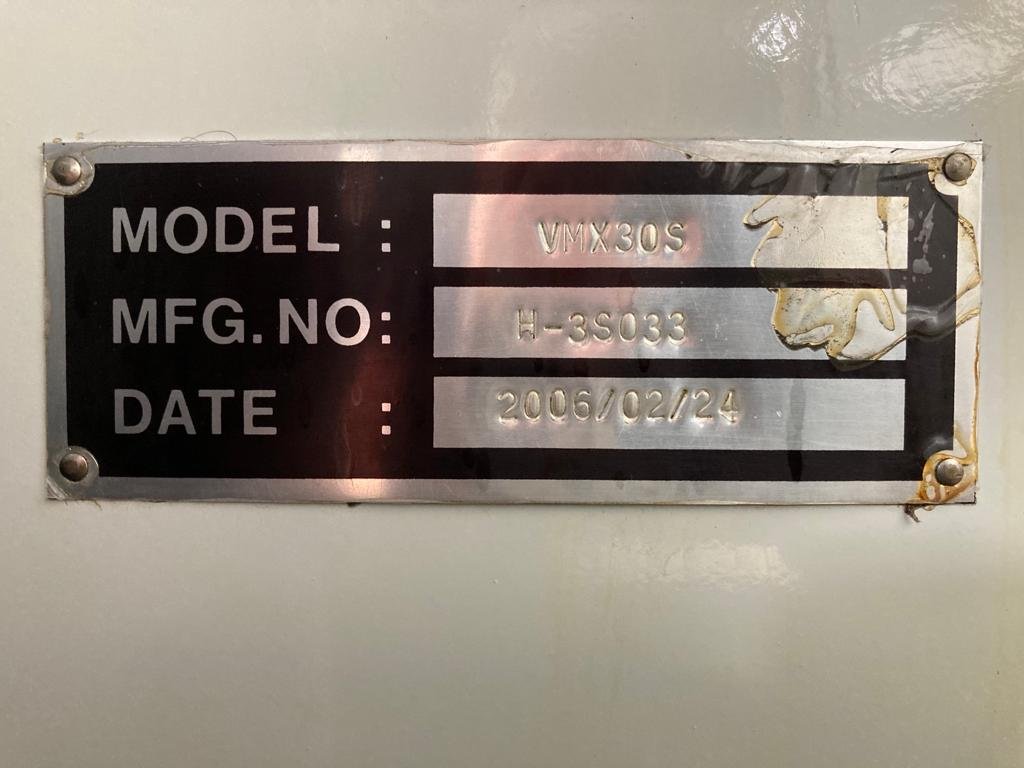 MODEL : VMX30S
MFG. NO: H-3S033
DATE : 2006/02/24